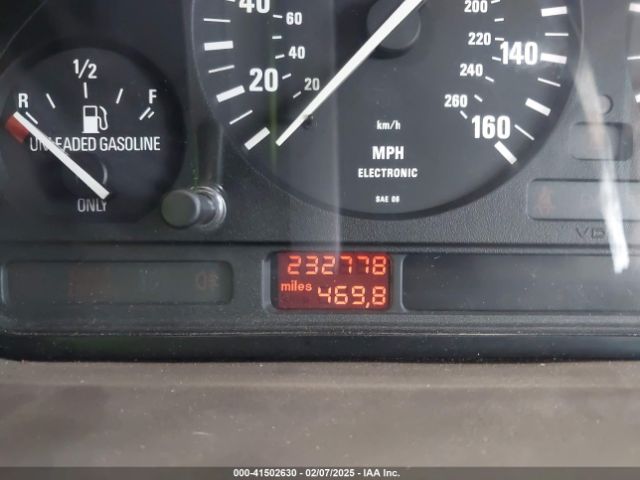 1/2
R
F
UNLEADED GASOLINE
ONLY
40
60
40
20
20
200
220
140
240
260
160
km/h
MPH
ELECTRONIC
SAE 06
VDO
232778
miles 469,8
000-41502630 - 02/07/2025 - IAA Inc.